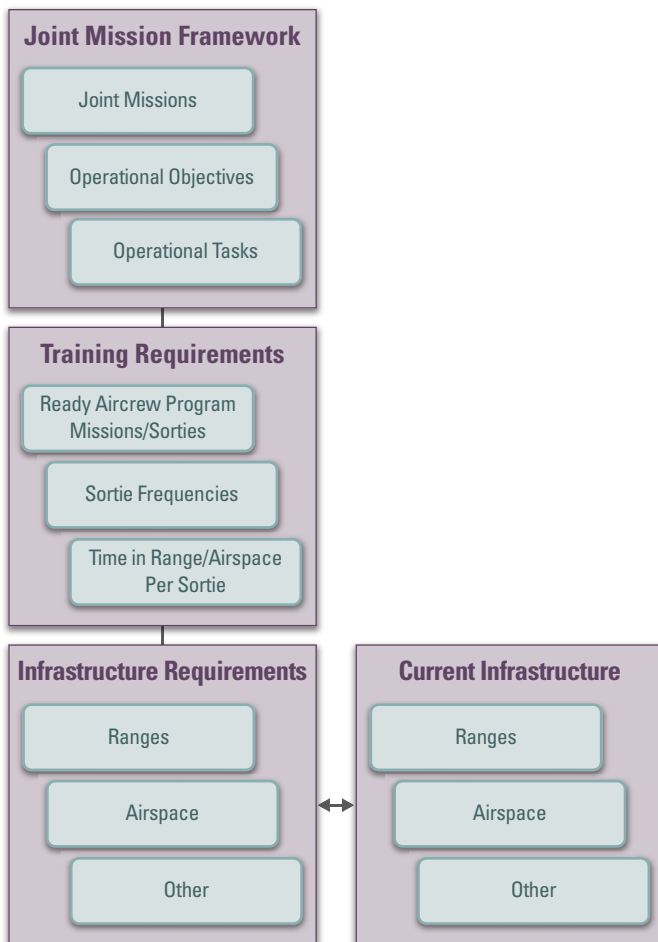 Joint Mission Framework
Joint Missions
Operational Objectives
Operational Tasks
Training Requirements
Ready Aircrew Program
Missions/Sorties
Sortie Frequencies
Time in Range/Airspace
Per Sortie
Infrastructure Requirements
Ranges
Airspace
Other
Current Infrastructure
Ranges
Airspace
Other